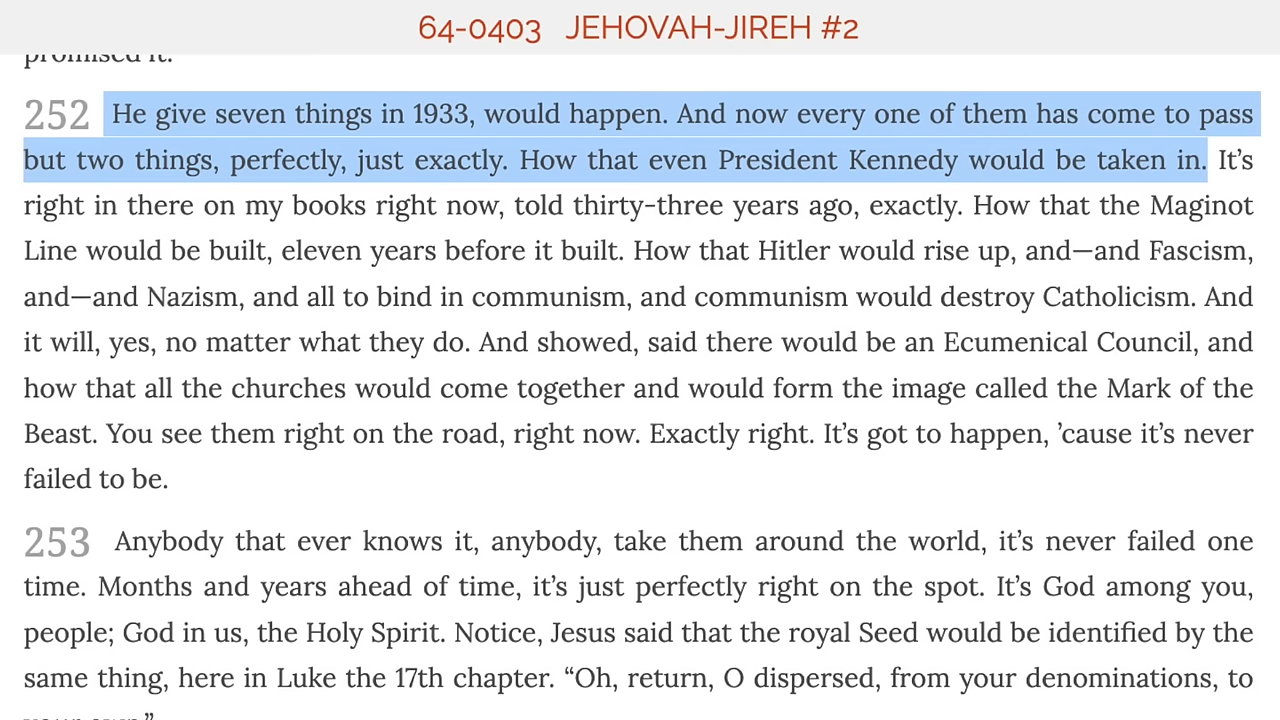 64-0403 JEHOVAH-JIREH #2
promised it.
252 He give seven things in 1933, would happen. And now every one of them has come to pass
but two things, perfectly, just exactly. How that even President Kennedy would be taken in. It’s
right in there on my books right now, told thirty-three years ago, exactly. How that the Maginot
Line would be built, eleven years before it built. How that Hitler would rise up, and—and Fascism,
and—and Nazism, and all to bind in communism, and communism would destroy Catholicism. And
it will, yes, no matter what they do. And showed, said there would be an Ecumenical Council, and
how that all the churches would come together and would form the image called the Mark of the
Beast. You see them right on the road, right now. Exactly right. It’s got to happen, ’cause it’s never
failed to be.
253 Anybody that ever knows it, anybody, take them around the world, it’s never failed one
time. Months and years ahead of time, it’s just perfectly right on the spot. It’s God among you,
people; God in us, the Holy Spirit. Notice, Jesus said that the royal Seed would be identified by the
same thing, here in Luke the 17th chapter. “Oh, return, O dispersed, from your denominations, to
your own”